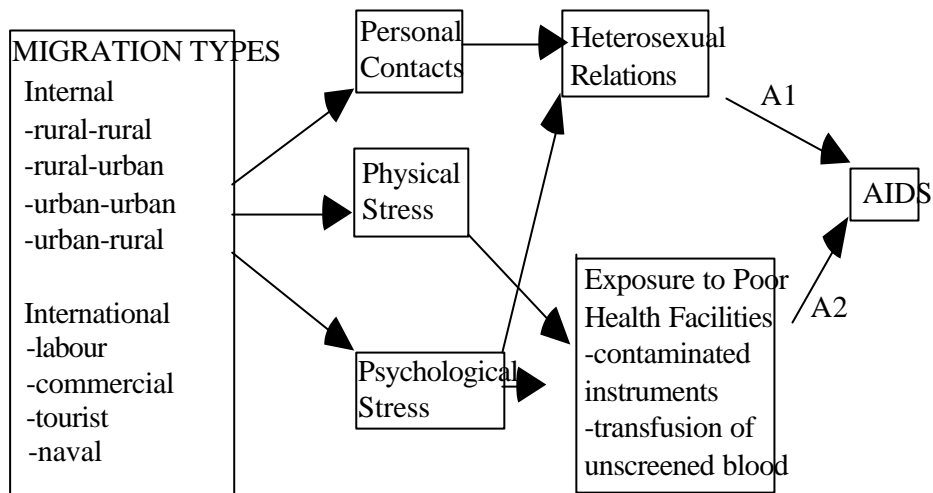 MIGRATION TYPES
Internal
-rural-rural
-rural-urban
-urban-urban
-urban-rural
International
-labour
-commercial
-tourist
-naval
Personal
Contacts
Physical
Stress
Psychological
Stress
Heterosexual
Relations
Exposure to Poor
Health Facilities
-contaminated
instruments
-transfusion of
unscreened blood
A1
A2
AIDS